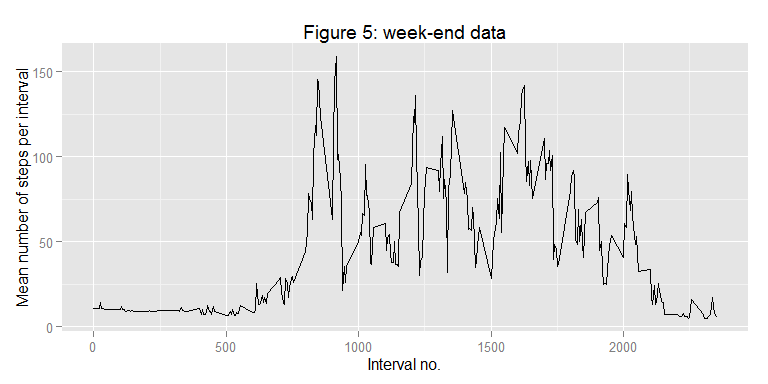 Figure 5: week-end data
Mean number of steps per interval
150
100
50
0
0 500 1000 1500 2000
Interval no.